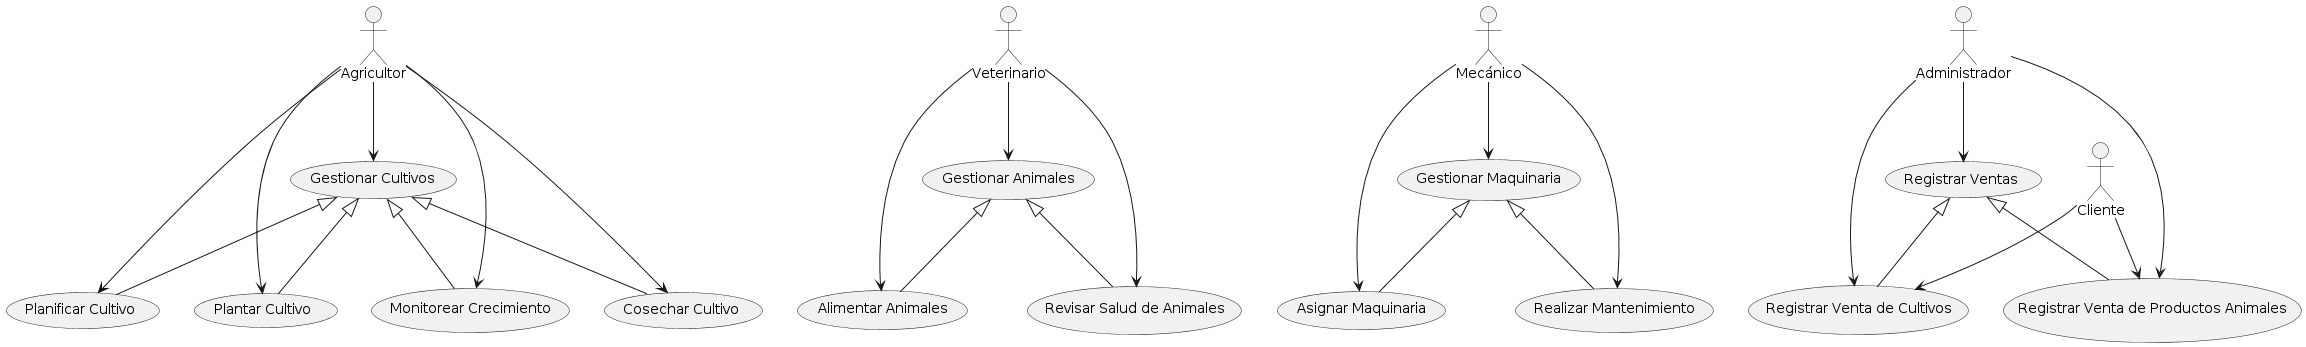 Agricultor
Veterinario
Mecánico
Administrador
Gestionar Cultivos
Gestionar Animales
Gestionar Maquinaria
Registrar Ventas
Cliente
Planificar Cultivo
Plantar Cultivo
Monitorear Crecimiento
Cosechar Cultivo
Alimentar Animales
Revisar Salud de Animales
Asignar Maquinaria
Realizar Mantenimiento
Registrar Venta de Cultivos
Registrar Venta de Productos Animales